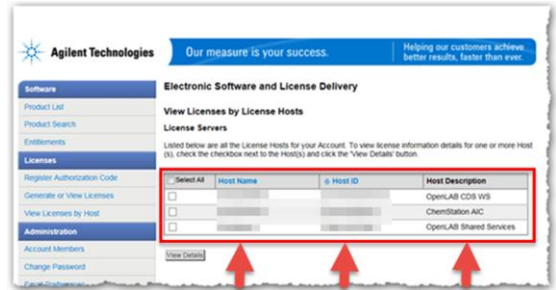 Agilent Technologies
Our measure is your success.
Helping our customers achieve
better results, faster than ever.
Software
Product List
Product Search
Entitlements
Licenses
Register Authorization Code
Generate or View Licenses
View Licenses by Host
Administration
Account Members
Change Password
Electronic Software and License Delivery
View Licenses by License Hosts
License Servers
Listed below are all the License Hosts for your Account. To view license information details for one or more Host
(s), check the checkbox next to the Host(s) and click the 'View Details' button.
Select All Host Name Host ID Host Description
OpenLAB CDS WS
ChemStation AIC
OpenLAB Shared Services
View Details